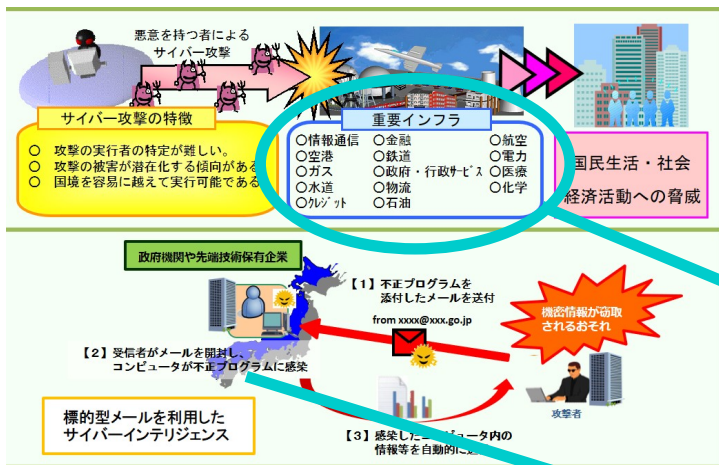 悪意を持つ者による
サイバー攻撃
サイバー攻撃の特徴
○ 攻撃の実行者の特定が難しい。
○ 攻撃の被害が潜在化する傾向がある
○ 国境を容易に越えて実行可能である
重要インフラ
○情報通信 ○金融 ○航空
○空港 ○鉄道 ○電力
○ガス ○政府・行政ｻｰﾋﾞｽ ○医療
○水道 ○物流 ○化学
○ｸﾚｼﾞｯﾄ ○石油
国民生活・社会
経済活動への脅威
政府機関や先端技術保有企業
【1】不正プログラムを
添付したメールを送付
from xxxx@xxx.go.jp
機密情報が窃取
されるおそれ
【2】受信者がメールを開封し、
コンピュータが不正プログラムに感染
攻撃者
標的型メールを利用した
サイバーインテリジェンス
【3】感染したコンピュータ内の
情報等を自動的に